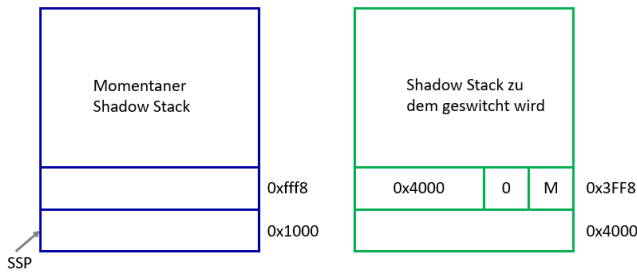 Momentaner
Shadow Stack
0xfff8
0x1000
SSP
Shadow Stack zu
dem geswitcht wird
0x4000 0 M 0x3FF8
0x4000